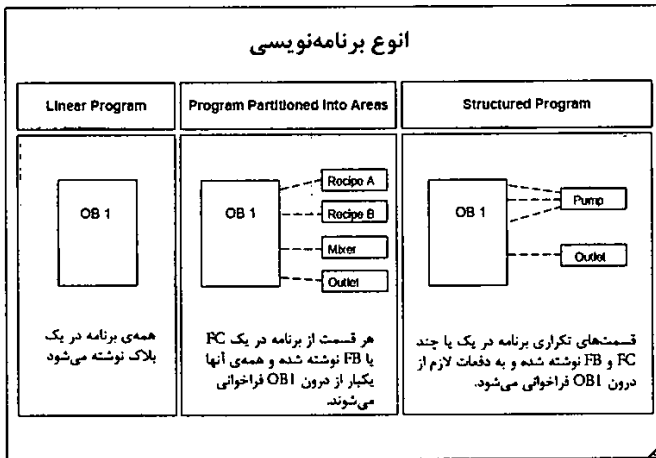 انوع برنامه‌نویسی
Linear Program
Program Partitioned Into Areas
Structured Program
OB 1
OB 1
Recipe A
Recipe B
Mixer
Outlet
OB 1
Pump
Outlet
همه‌ی برنامه در یک
بلاک نوشته می‌شود
هر قسمت از برنامه در یک FC
یا FB نوشته شده و همه‌ی آنها
یکبار از درون OB1 فراخوانی
می‌شوند.
قسمت‌های تکراری برنامه در یک یا چند
FC و FB نوشته شده و به دفعات لازم از
درون OB1 فراخوانی می‌شود.